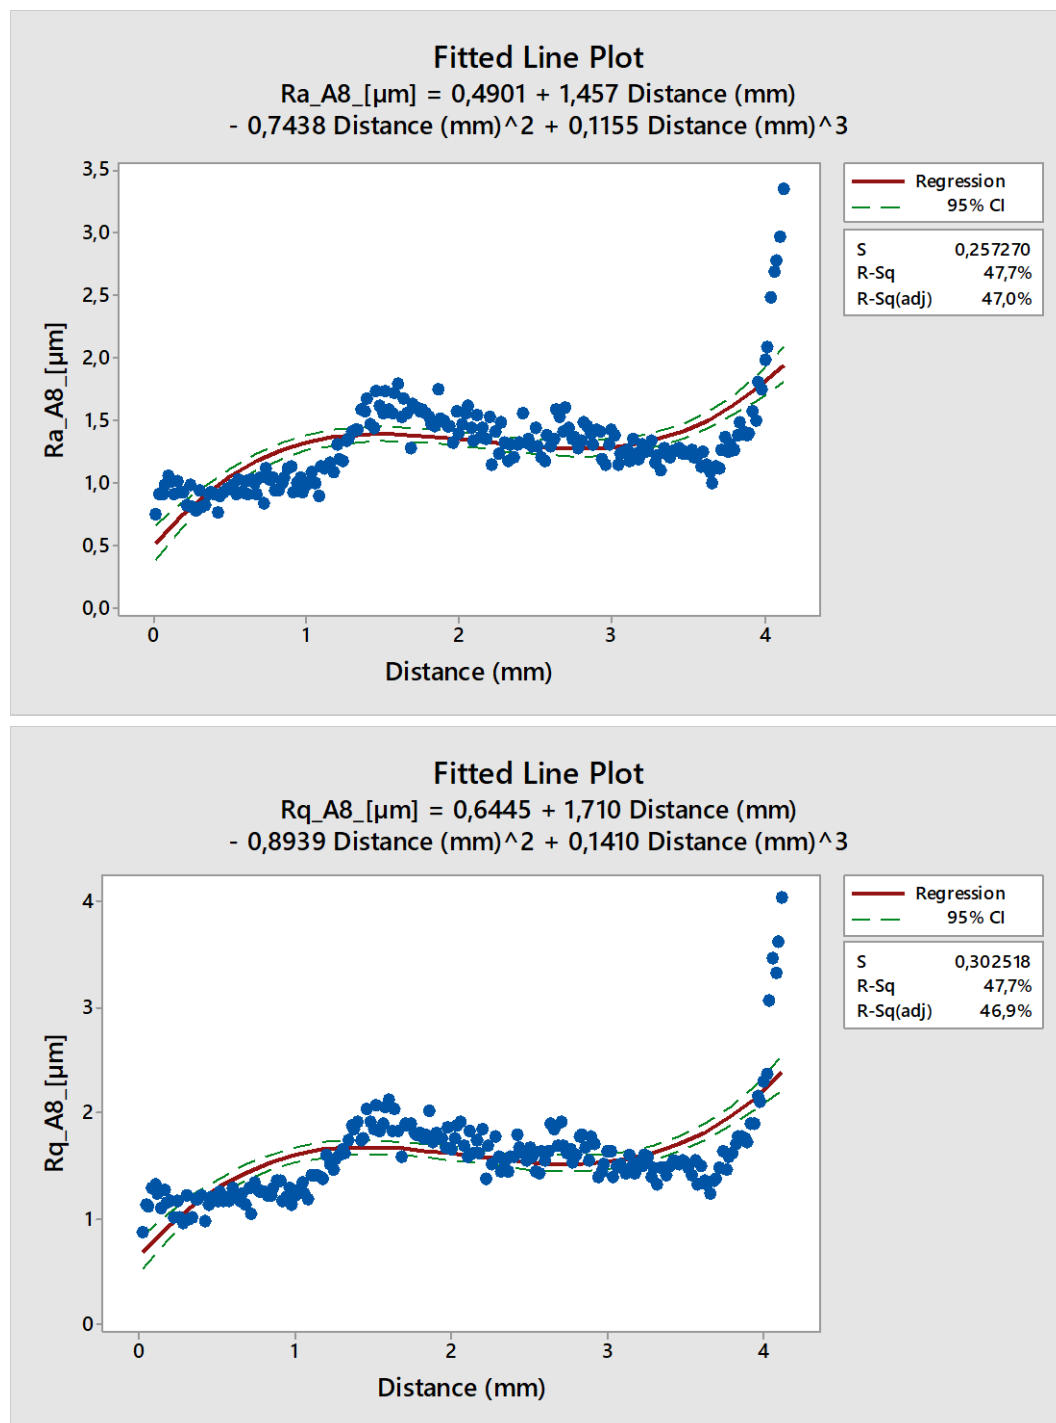 Fitted Line Plot
Ra_A8_[µm] = 0,4901 + 1,457 Distance (mm)
- 0,7438 Distance (mm)^2 + 0,1155 Distance (mm)^3
3,5
3,0
2,5
2,0
1,5
1,0
0,5
0,0
Ra_A8_[µm]
0 1 2 3 4
Distance (mm)
Regression
95% CI
S 0,257270
R-Sq 47,7%
R-Sq(adj) 47,0%
Fitted Line Plot
Rq_A8_[µm] = 0,6445 + 1,710 Distance (mm)
- 0,8939 Distance (mm)^2 + 0,1410 Distance (mm)^3
4
3
2
1
0
Rq_A8_[µm]
0 1 2 3 4
Distance (mm)
Regression
95% CI
S 0,302518
R-Sq 47,7%
R-Sq(adj) 46,9%